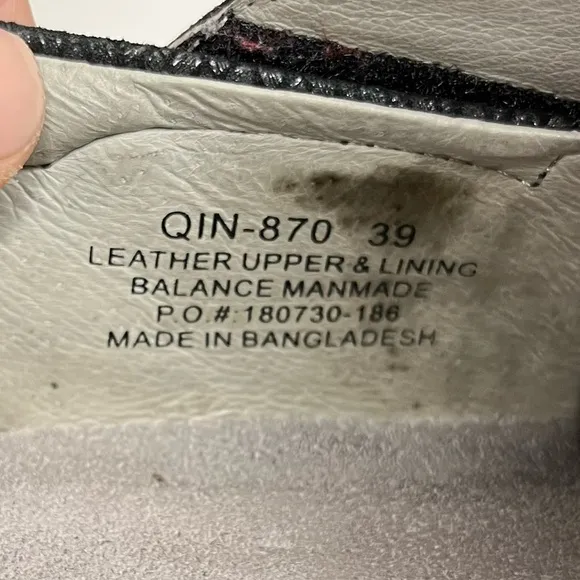 QIN-870 39
LEATHER UPPER & LINING
BALANCE MANMADE
P.O.#:180730-186
MADE IN BANGLADESH